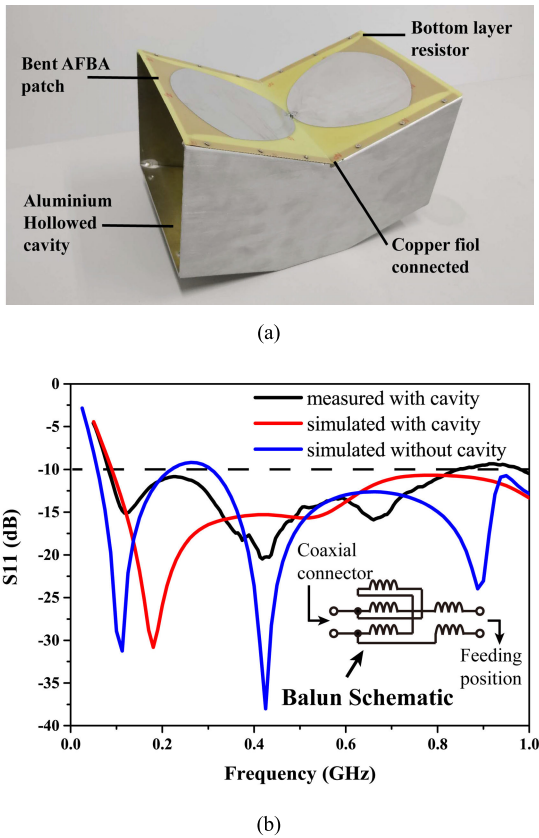 Bent AFBA
patch
Bottom layer
resistor
Aluminium
Hollowed
cavity
Copper fiol
connected
(a)
0
-5
-10
-15
-20
-25
-30
-35
-40
S11 (dB)
measured with cavity
simulated with cavity
simulated without cavity
Coaxial
connector
Feeding
position
Balun Schematic
0.0 0.2 0.4 0.6 0.8 1.0
Frequency (GHz)
(b)